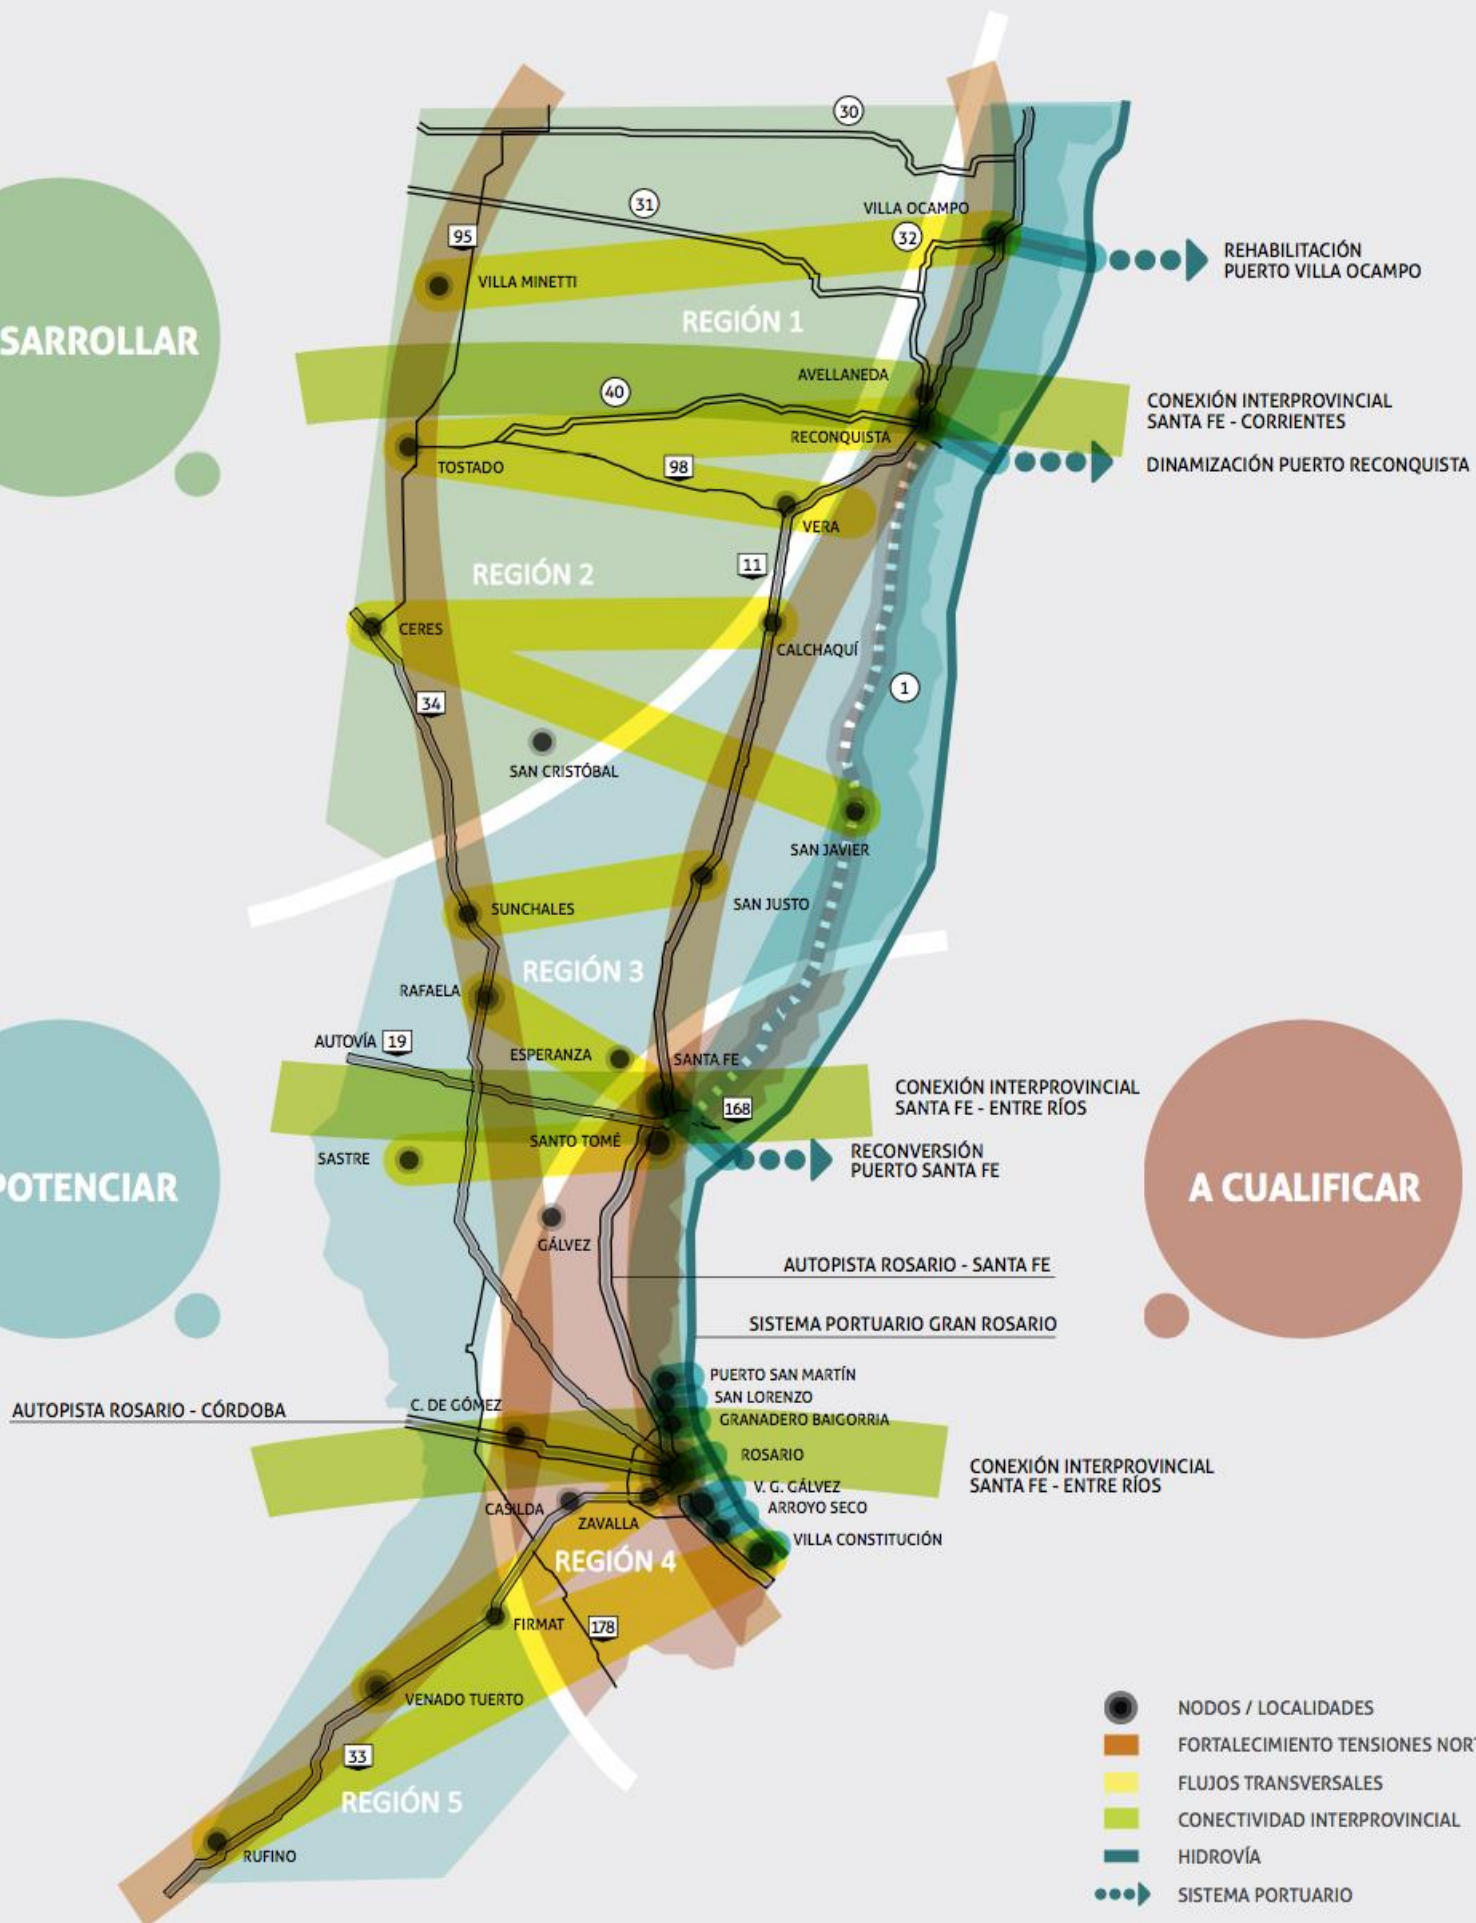 30
31
VILLA OCAMPO
32
95
REHABILITACIÓN
PUERTO VILLA OCAMPO
VILLA MINETTI
REGIÓN 1
SARROLLAR
AVELLANEDA
40
CONEXIÓN INTERPROVINCIAL
SANTA FE - CORRIENTES
RECONQUISTA
TOSTADO
98
DINAMIZACIÓN PUERTO RECONQUISTA
VERA
11
REGIÓN 2
CERES
CALCHAQUÍ
1
34
SAN CRISTÓBAL
SAN JAVIER
SUNCHALES
SAN JUSTO
REGIÓN 3
RAFAELA
AUTOVÍA 19
ESPERANZA
SANTA FE
CONEXIÓN INTERPROVINCIAL
SANTA FE - ENTRE RÍOS
168
SANTO TOMÉ
SASTRE
RECONVERSIÓN
PUERTO SANTA FE
POTENCIAR
A CUALIFICAR
GÁLVEZ
AUTOPISTA ROSARIO - SANTA FE
SISTEMA PORTUARIO GRAN ROSARIO
PUERTO SAN MARTÍN
SAN LORENZO
AUTOPISTA ROSARIO - CÓRDOBA
C. DE GÓMEZ
GRANADERO BAIGORRIA
ROSARIO
CONEXIÓN INTERPROVINCIAL
SANTA FE - ENTRE RÍOS
V. G. GÁLVEZ
CASILDA
ARROYO SECO
ZAVALLA
VILLA CONSTITUCIÓN
REGIÓN 4
FIRMAT
178
VENADO TUERTO
33
REGIÓN 5
RUFINO
NODOS / LOCALIDADES
FORTALECIMIENTO TENSIONES NORT
FLUJOS TRANSVERSALES
CONECTIVIDAD INTERPROVINCIAL
HIDROVÍA
SISTEMA PORTUARIO